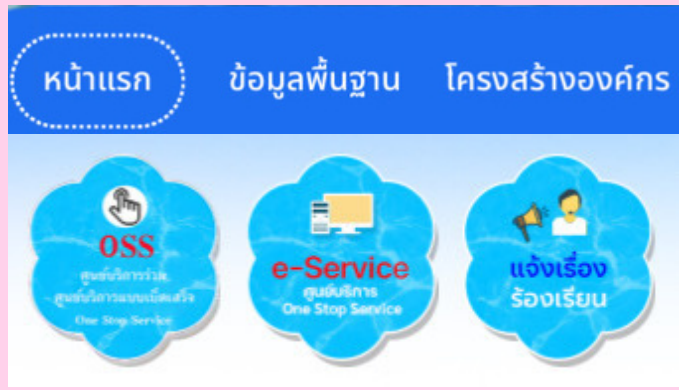 หน้าแรก ข้อมูลพื้นฐาน โครงสร้างองค์กร
OSS
ศูนย์บริการร่วม
ศูนย์บริการแบบเบ็ดเสร็จ
One Stop Service
e-Service
ศูนย์บริการ
One Stop Service
แจ้งเรื่อง
ร้องเรียน